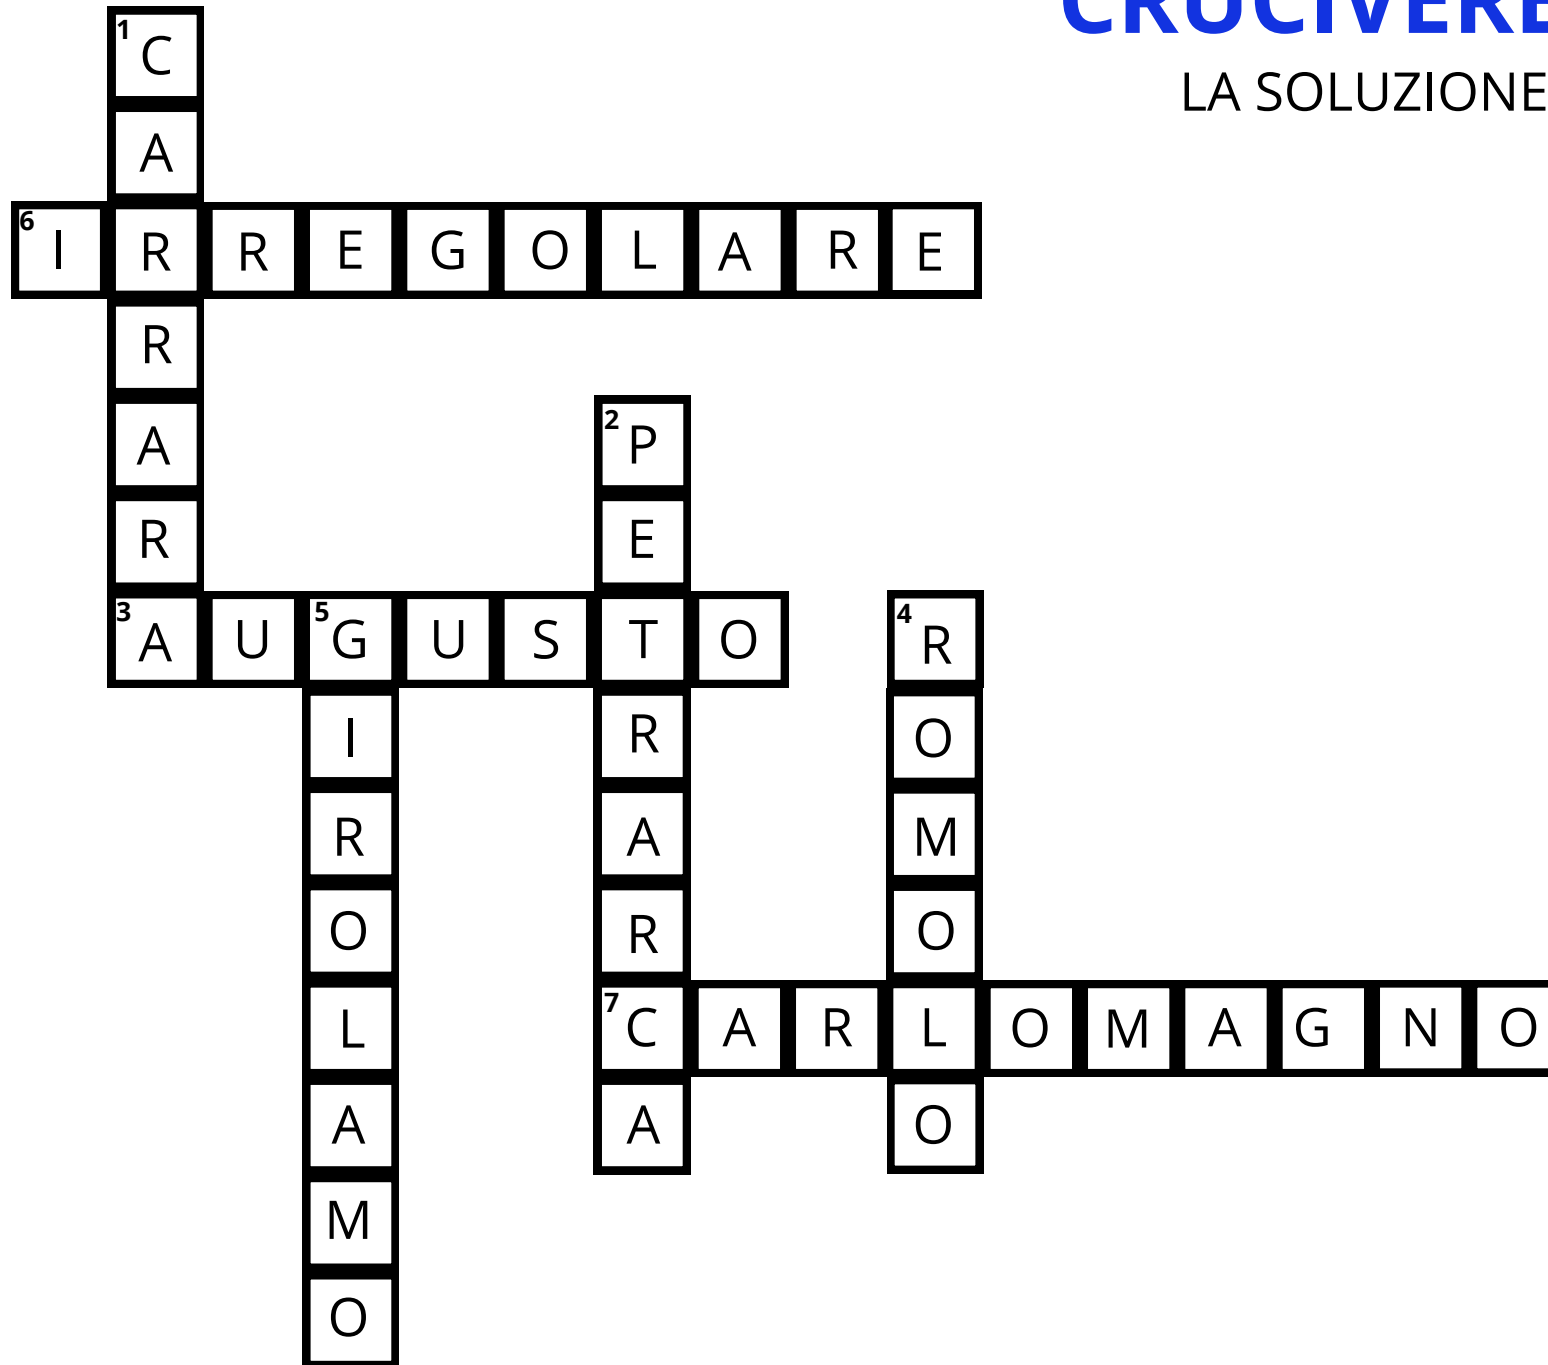 CRUCIVERB
LA SOLUZIONE
1 C
A
6 I R R E G O L A R E
R
A 2 P
R E
3 A U 5 G U S T O 4 R
I R O
R A M
O R O
L 7 C A R L O M A G N O
A A O
M
O